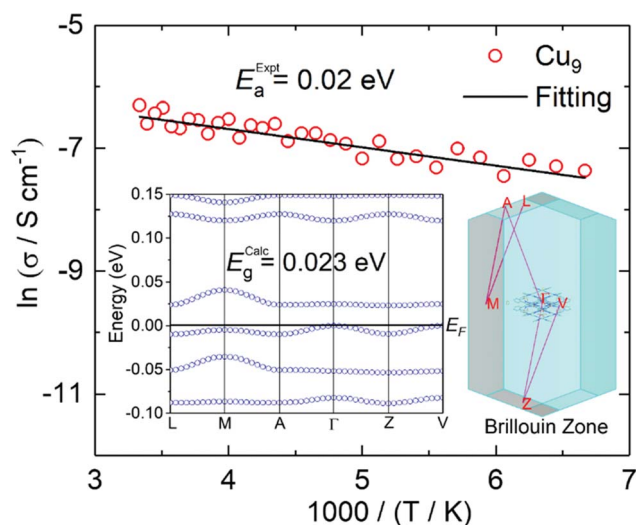 -5
-7
-9
-11
ln (σ / S cm⁻¹)
Eₐᴱˣᵖᵗ = 0.02 eV
Cu₉
Fitting
0.15
0.10
0.05
0.00
-0.05
-0.10
Energy (eV)
E_g^Calc = 0.023 eV
E_F
L M A Γ Z V
A L
M Γ V
Z
Brillouin Zone
3 4 5 6 7
1000 / (T / K)